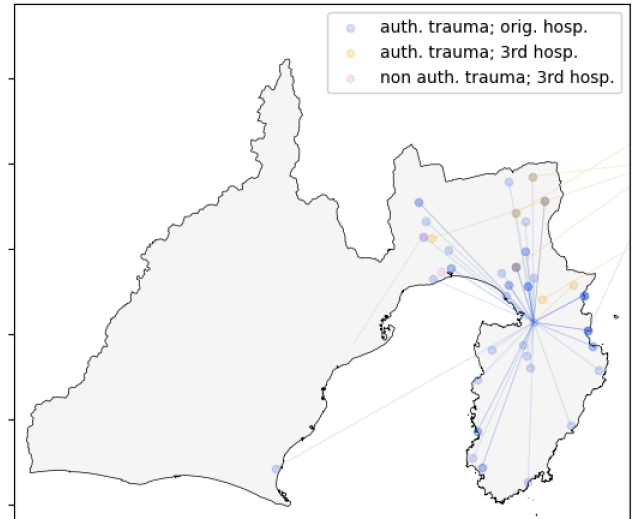 auth. trauma; orig. hosp.
auth. trauma; 3rd hosp.
non auth. trauma; 3rd hosp.